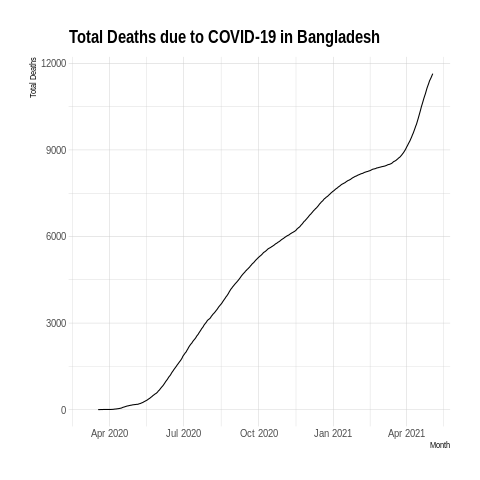 Total Deaths due to COVID-19 in Bangladesh
Total Deaths
12000
9000
6000
3000
0
Apr 2020 Jul 2020 Oct 2020 Jan 2021 Apr 2021
Month